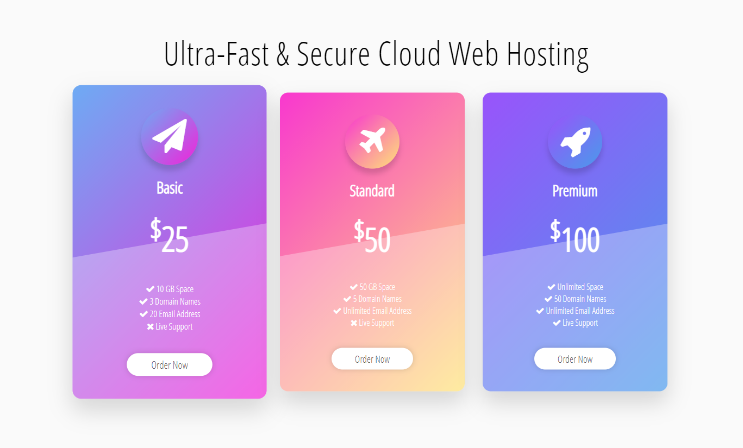 Ultra-Fast & Secure Cloud Web Hosting
Basic
$25
✔ 10 GB Space
✔ 3 Domain Names
✔ 20 Email Address
✖ Live Support
Order Now
Standard
$50
✔ 50 GB Space
✔ 5 Domain Names
✔ Unlimited Email Address
✖ Live Support
Order Now
Premium
$100
✔ Unlimited Space
✔ 50 Domain Names
✔ Unlimited Email Address
✔ Live Support
Order Now